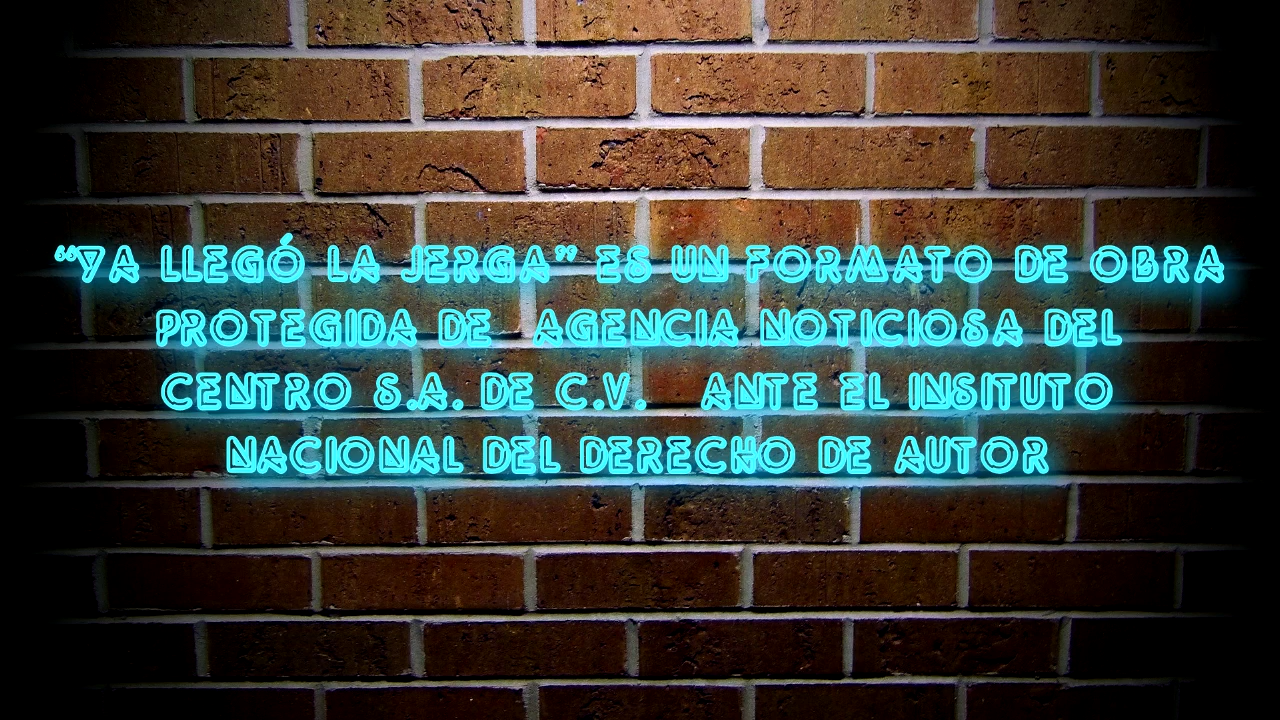 “YA LLEGÓ LA JERGA” ES UN FORMATO DE OBRA
PROTEGIDA DE AGENCIA NOTICIOSA DEL
CENTRO S.A. DE C.V. ANTE EL INSITUTO
NACIONAL DEL DERECHO DE AUTOR